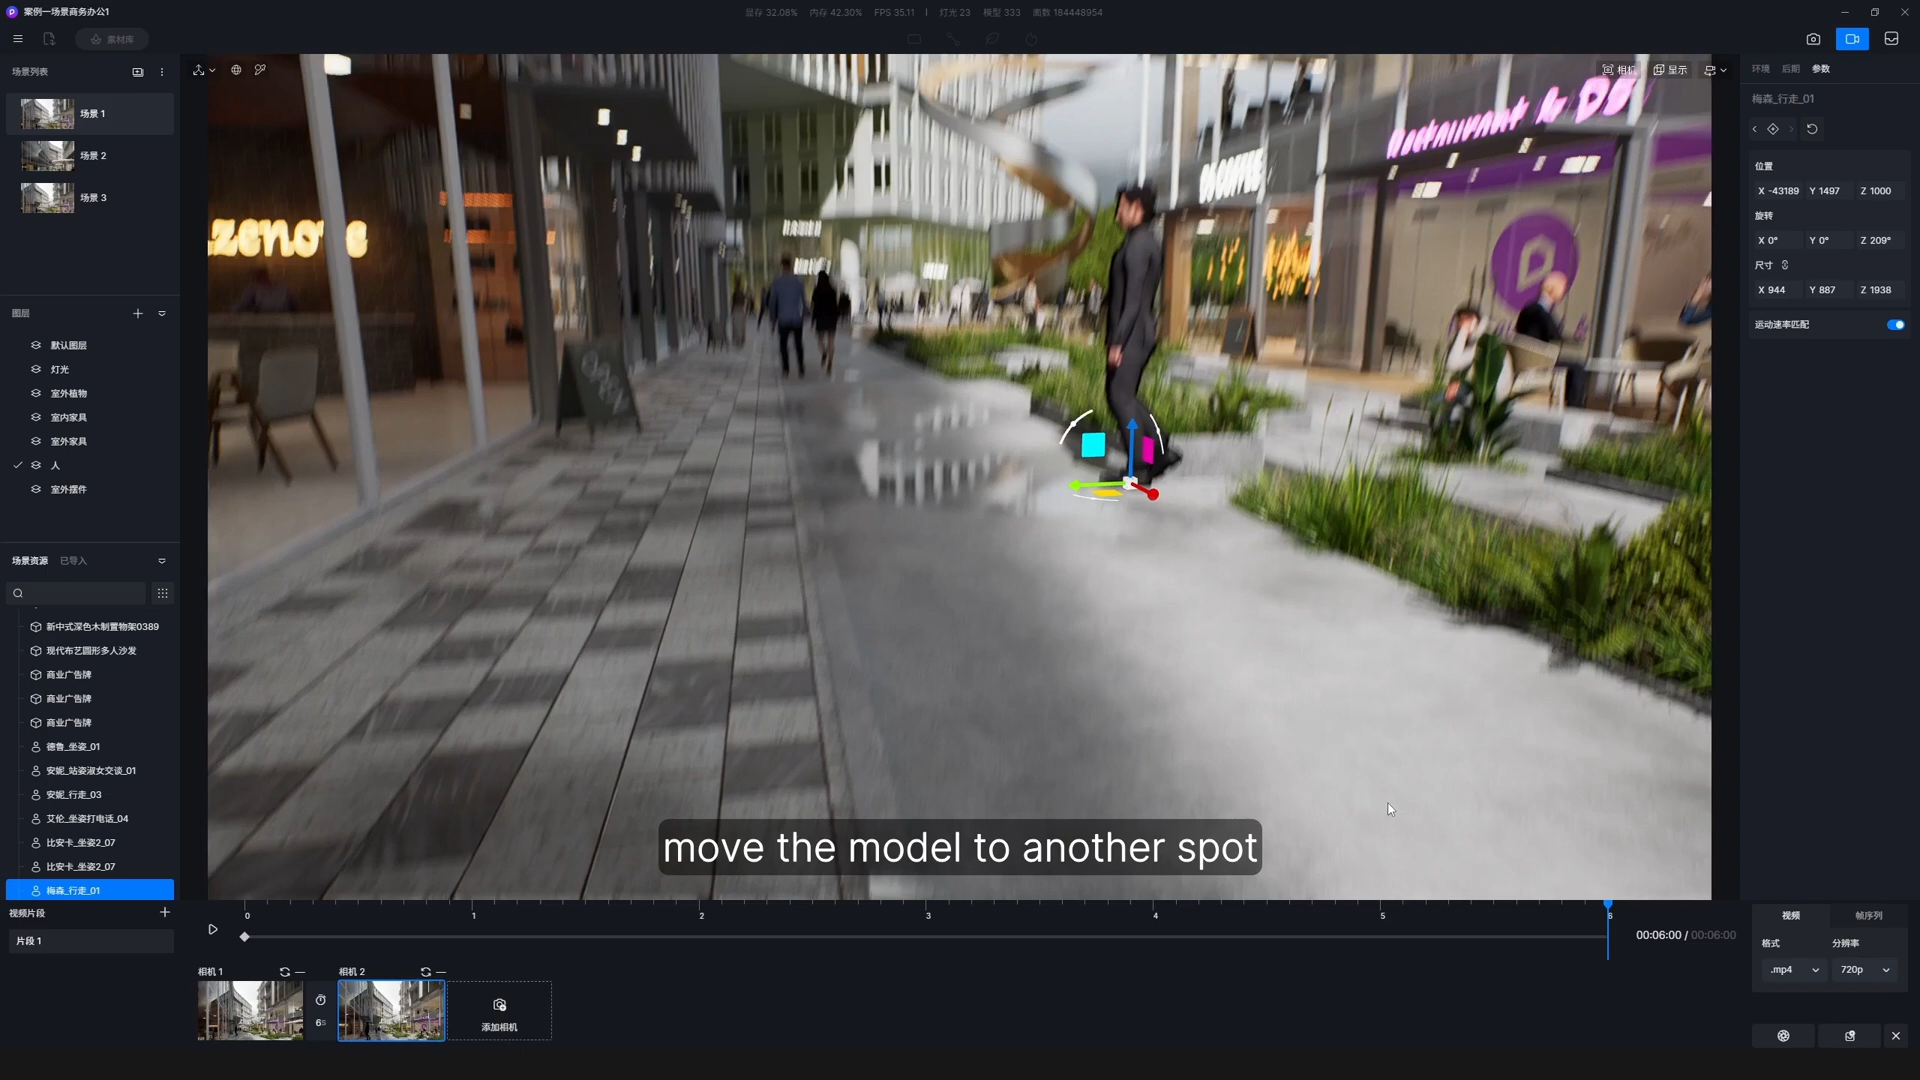 案例一场景商务办公1
显存 32.08% 内存 42.30% FPS 35.11 | 灯光 23 模型 333 面数 184448954
素材库
场景列表
场景 1
场景 2
场景 3
图层
默认图层
灯光
室外植物
室内家具
室外家具
人
室外摆件
场景资源 已导入
新中式深色木制置物架0389
现代布艺圆形多人沙发
商业广告牌
商业广告牌
商业广告牌
德鲁_坐姿_01
安妮_站姿淑女交谈_01
安妮_行走_03
艾伦_坐姿打电话_04
比安卡_坐姿2_07
比安卡_坐姿2_07
梅森_行走_01
相机 显示
OPEN
move the model to another spot
环境 后期 参数
梅森_行走_01
位置
X -43189 Y 1497 Z 1000
旋转
X 0° Y 0° Z 209°
尺寸
X 944 Y 887 Z 1938
运动速率匹配
视频片段
片段 1
0 1 2 3 4 5 6
00:06:00 / 00:06:00
相机 1 相机 2
6s
添加相机
视频 帧序列
格式 分辨率
.mp4 720p